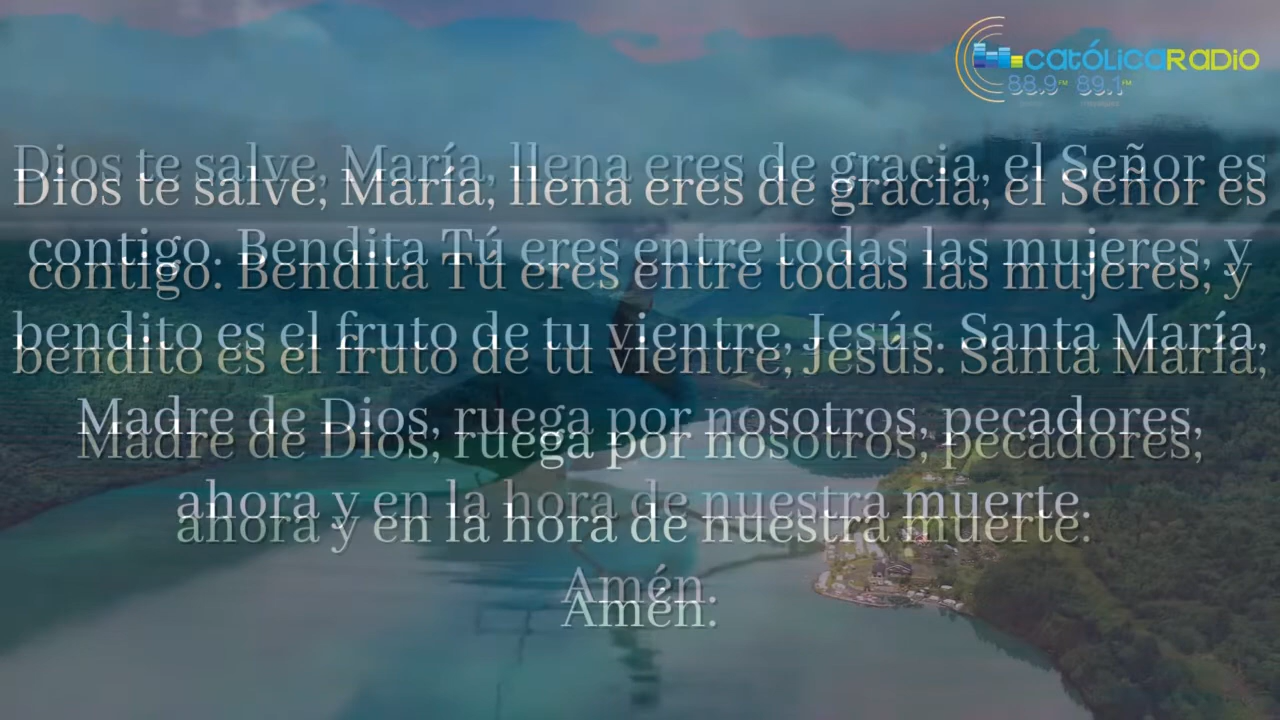 CATÓLICARADIO
88.9 FM 89.1 FM
Dios te salve, María, llena eres de gracia, el Señor es
contigo. Bendita Tú eres entre todas las mujeres, y
bendito es el fruto de tu vientre, Jesús. Santa María,
Madre de Dios, ruega por nosotros, pecadores,
ahora y en la hora de nuestra muerte.
Amén.